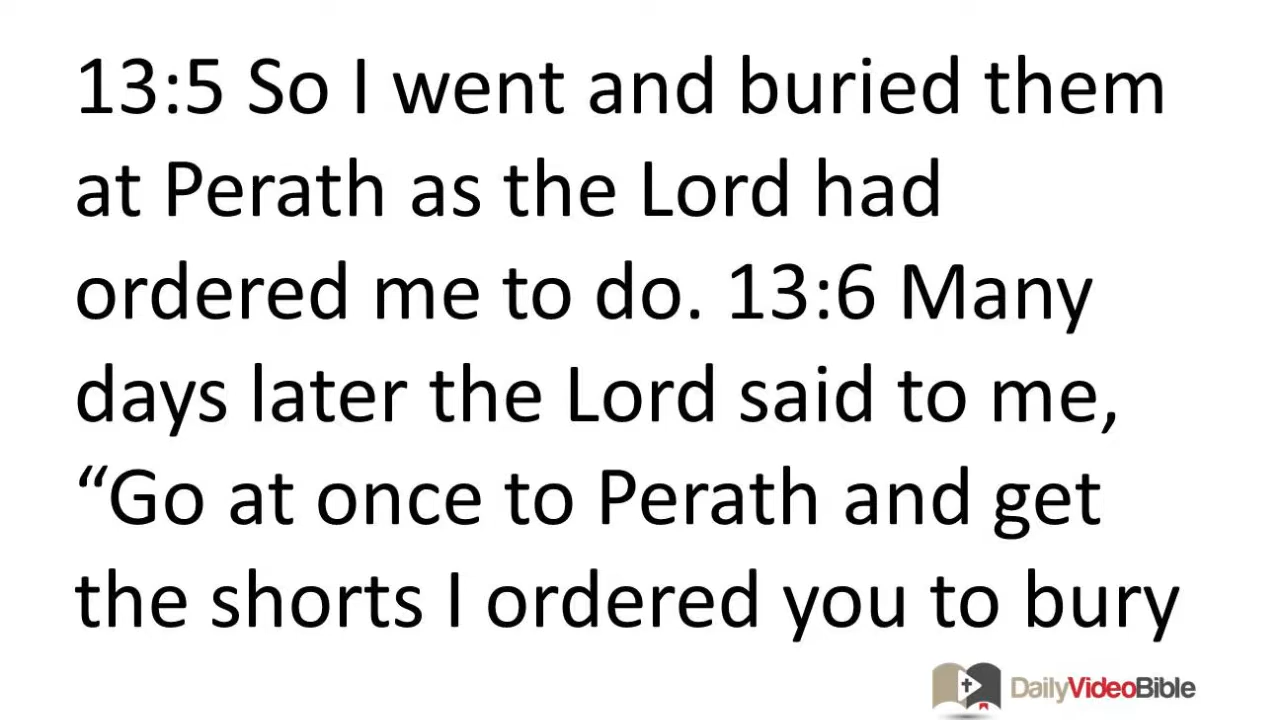 13:5 So I went and buried them
at Perath as the Lord had
ordered me to do. 13:6 Many
days later the Lord said to me,
“Go at once to Perath and get
the shorts I ordered you to bury
DailyVideoBible